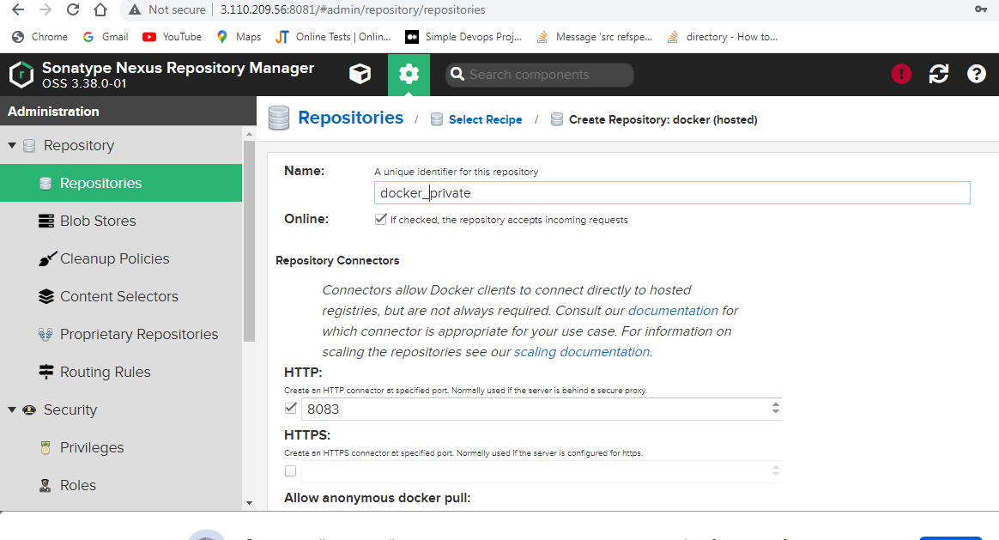 Not secure | 3.110.209.56:8081/#admin/repository/repositories
Chrome Gmail YouTube Maps Online Tests | Onlin... Simple Devops Proj... Message 'src refspe... directory - How to...
Sonatype Nexus Repository Manager
OSS 3.38.0-01
Search components
Administration
Repositories / Select Recipe / Create Repository: docker (hosted)
Repository
Repositories
Blob Stores
Cleanup Policies
Content Selectors
Proprietary Repositories
Routing Rules
Security
Privileges
Roles
Name: A unique identifier for this repository
docker_private
Online: If checked, the repository accepts incoming requests
Repository Connectors
Connectors allow Docker clients to connect directly to hosted
registries, but are not always required. Consult our documentation for
which connector is appropriate for your use case. For information on
scaling the repositories see our scaling documentation.
HTTP:
Create an HTTP connector at specified port. Normally used if the server is behind a secure proxy.
8083
HTTPS:
Create an HTTPS connector at specified port. Normally used if the server is configured for https.
Allow anonymous docker pull: